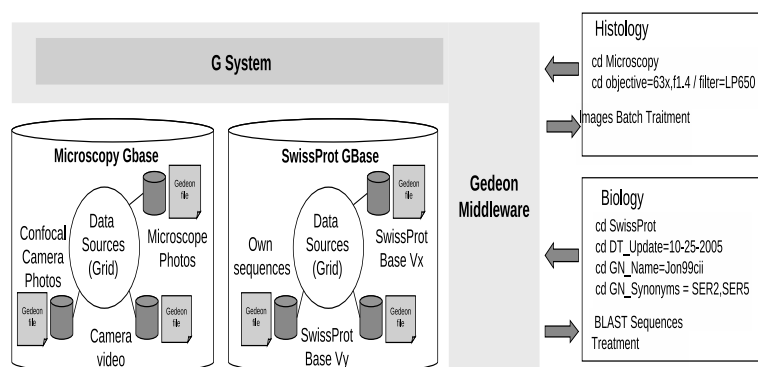 G System
Microscopy Gbase
Gedeon
file
Data
Sources
(Grid)
Confocal
Camera
Photos
Microscope
Photos
Gedeon
file
Gedeon
file
Camera
video
SwissProt GBase
Gedeon
file
Data
Sources
(Grid)
Own
sequences
SwissProt
Base Vx
Gedeon
file
Gedeon
file
SwissProt
Base Vy
Gedeon
Middleware
Histology
cd Microscopy
cd objective=63x,f1.4 / filter=LP650
Images Batch Traitment
Biology
cd SwissProt
cd DT_Update=10-25-2005
cd GN_Name=Jon99cii
cd GN_Synonyms = SER2,SER5
BLAST Sequences
Treatment